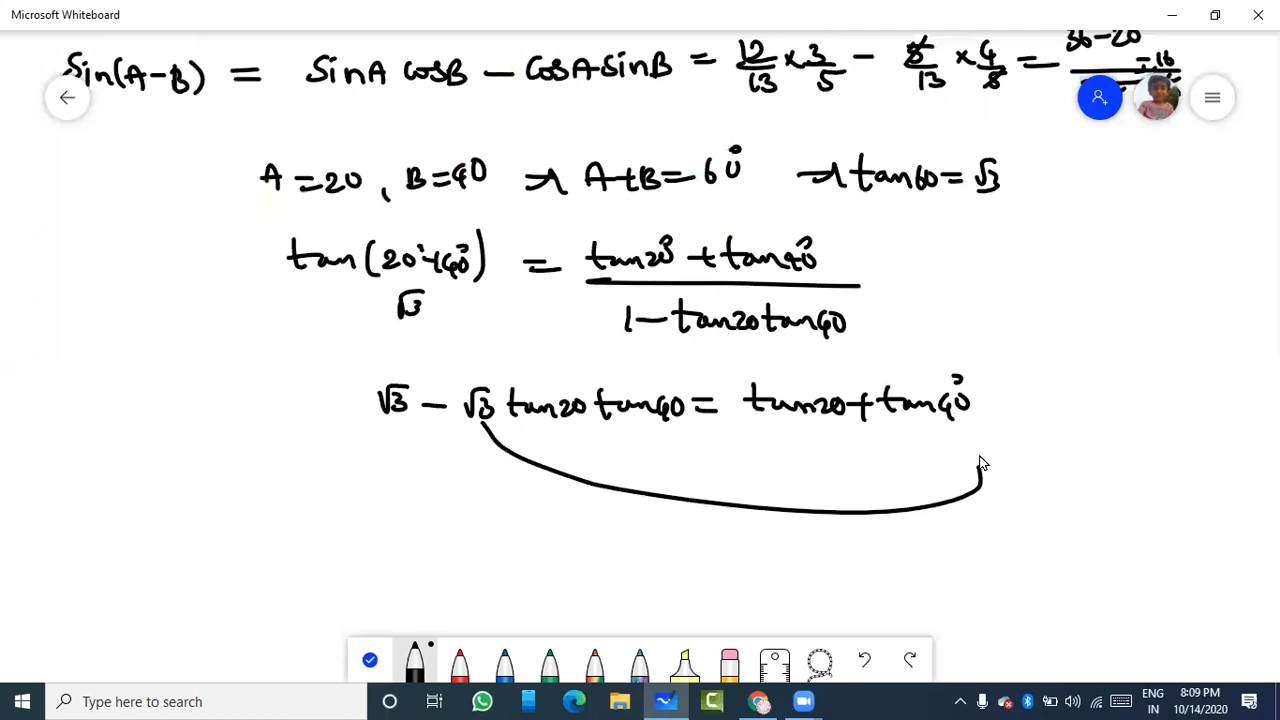 Microsoft Whiteboard
Sin(A-B) = SinA CosB - CosA SinB = 12/13 × 3/5 - 5/13 × 4/5 = 36-20
= 16
A = 20, B = 40 ⇒ A+B = 60° ⇒ tan60 = √3
tan(20°+40°) = tan20° + tan40°
√3
1 - tan20tan40
√3 - √3 tan20 tan40 = tan20 + tan40°
Type here to search
ENG
IN
8:09 PM
10/14/2020